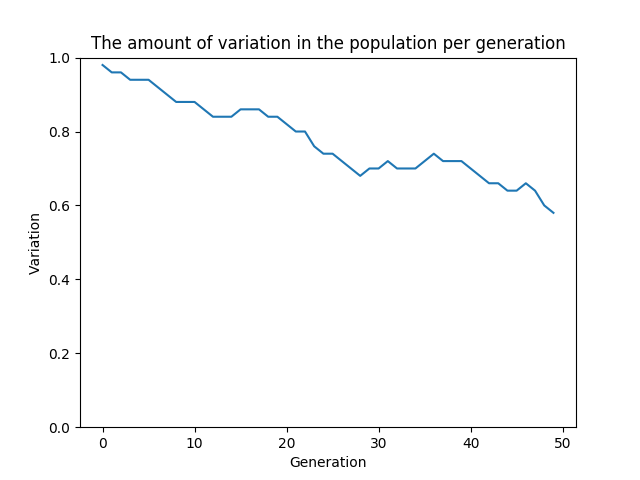 The amount of variation in the population per generation
1.0
0.8
0.6
0.4
0.2
0.0
Variation
0 10 20 30 40 50
Generation